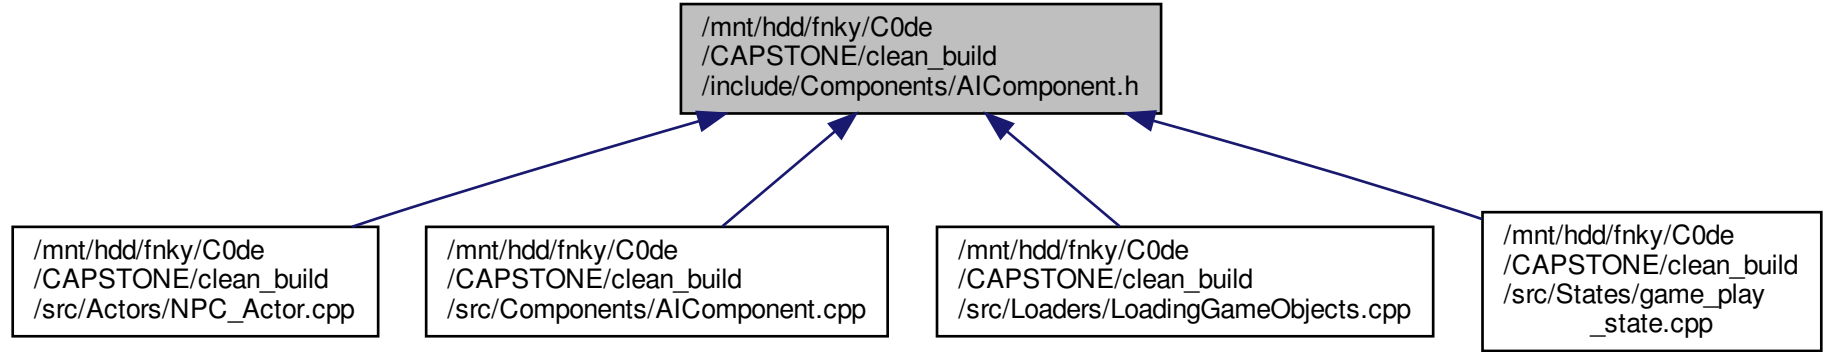 /mnt/hdd/fnky/C0de
/CAPSTONE/clean_build
/include/Components/AIComponent.h
/mnt/hdd/fnky/C0de
/CAPSTONE/clean_build
/src/Actors/NPC_Actor.cpp
/mnt/hdd/fnky/C0de
/CAPSTONE/clean_build
/src/Components/AIComponent.cpp
/mnt/hdd/fnky/C0de
/CAPSTONE/clean_build
/src/Loaders/LoadingGameObjects.cpp
/mnt/hdd/fnky/C0de
/CAPSTONE/clean_build
/src/States/game_play
_state.cpp